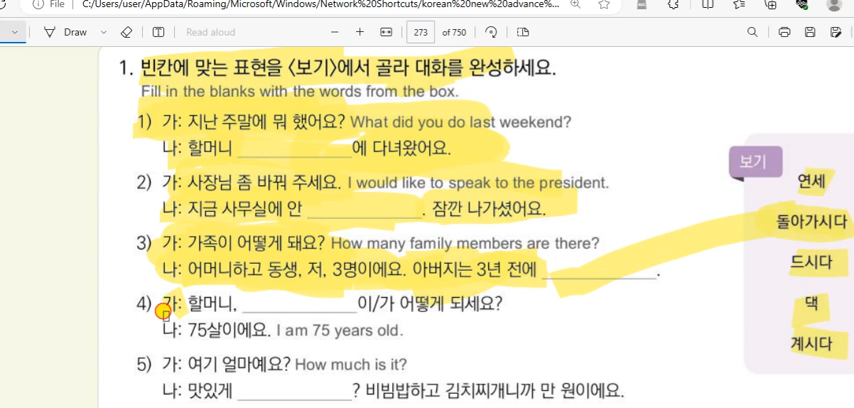 File | C:/Users/user/AppData/Roaming/Microsoft/Windows/Network%20Shortcuts/korean%20new%20advance%...
Draw
Read aloud
273 of 750
1. 빈칸에 맞는 표현을 〈보기〉에서 골라 대화를 완성하세요.
Fill in the blanks with the words from the box.
1) 가: 지난 주말에 뭐 했어요? What did you do last weekend?
나: 할머니 ____________에 다녀왔어요.
2) 가: 사장님 좀 바꿔 주세요. I would like to speak to the president.
나: 지금 사무실에 안 ____________. 잠깐 나가셨어요.
3) 가: 가족이 어떻게 돼요? How many family members are there?
나: 어머니하고 동생, 저, 3명이에요. 아버지는 3년 전에 ____________.
4) 가: 할머니, ____________이/가 어떻게 되세요?
나: 75살이에요. I am 75 years old.
5) 가: 여기 얼마예요? How much is it?
나: 맛있게 ____________? 비빔밥하고 김치찌개니까 만 원이에요.
보기
연세
돌아가시다
드시다
댁
계시다